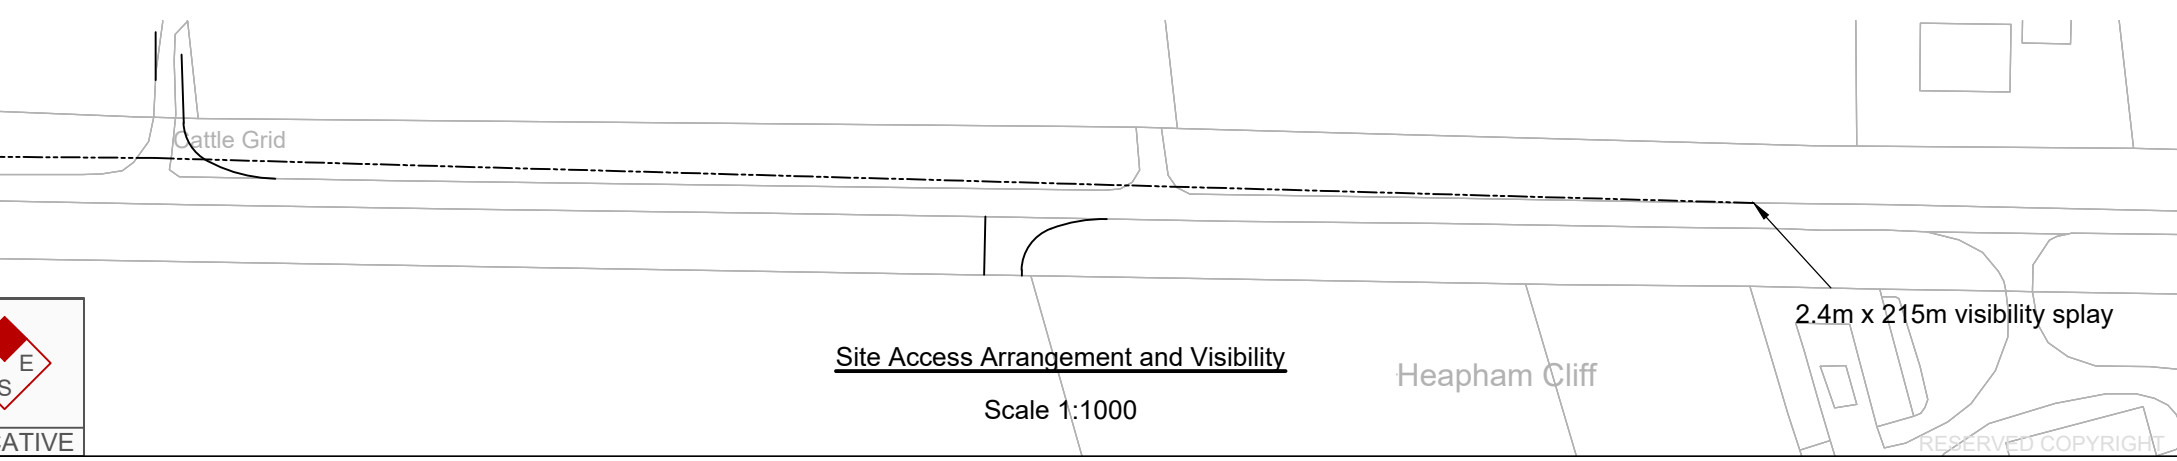 Cattle Grid
2.4m x 215m visibility splay
E
S
Site Access Arrangement and Visibility
Heapham Cliff
Scale 1:1000
CATIVE
RESERVED COPYRIGHT